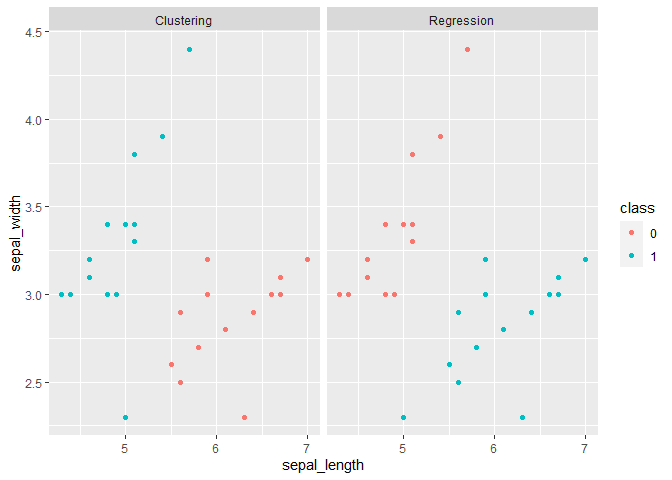 Clustering
Regression
4.5
4.0
3.5
3.0
2.5
sepal_width
5
6
7
5
6
7
sepal_length
class
0
1